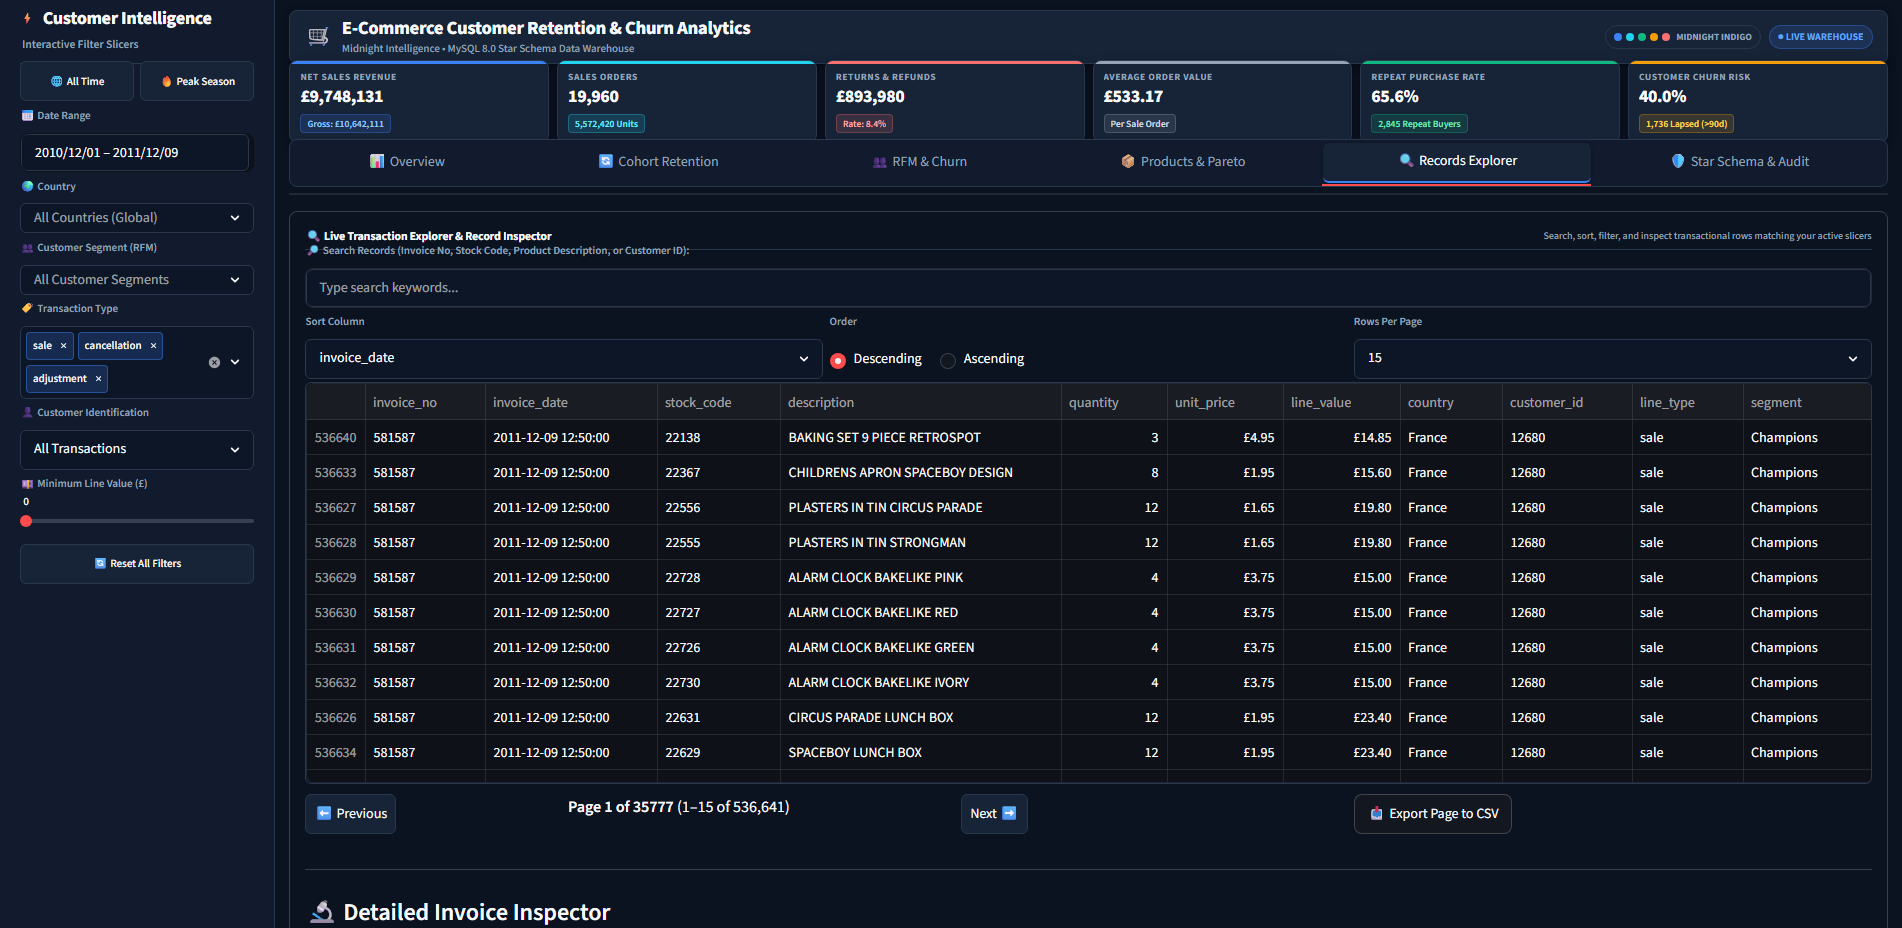 Customer Intelligence
Interactive Filter Slicers
All Time
Peak Season
Date Range
2010/12/01 – 2011/12/09
Country
All Countries (Global)
Customer Segment (RFM)
All Customer Segments
Transaction Type
sale ×
cancellation ×
adjustment ×
Customer Identification
All Transactions
Minimum Line Value (£)
0
Reset All Filters
E-Commerce Customer Retention & Churn Analytics
Midnight Intelligence • MySQL 8.0 Star Schema Data Warehouse
MIDNIGHT INDIGO
LIVE WAREHOUSE
NET SALES REVENUE
£9,748,131
Gross: £10,642,111
SALES ORDERS
19,960
5,572,420 Units
RETURNS & REFUNDS
£893,980
Rate: 8.4%
AVERAGE ORDER VALUE
£533.17
Per Sale Order
REPEAT PURCHASE RATE
65.6%
2,845 Repeat Buyers
CUSTOMER CHURN RISK
40.0%
1,736 Lapsed (>90d)
Overview
Cohort Retention
RFM & Churn
Products & Pareto
Records Explorer
Star Schema & Audit
Live Transaction Explorer & Record Inspector
Search, sort, filter, and inspect transactional rows matching your active slicers
Search Records (Invoice No, Stock Code, Product Description, or Customer ID):
Type search keywords...
Sort Column
invoice_date
Order
Descending
Ascending
Rows Per Page
15
invoice_no invoice_date stock_code description quantity unit_price line_value country customer_id line_type segment
536640 581587 2011-12-09 12:50:00 22138 BAKING SET 9 PIECE RETROSPOT 3 £4.95 £14.85 France 12680 sale Champions
536633 581587 2011-12-09 12:50:00 22367 CHILDRENS APRON SPACEBOY DESIGN 8 £1.95 £15.60 France 12680 sale Champions
536627 581587 2011-12-09 12:50:00 22556 PLASTERS IN TIN CIRCUS PARADE 12 £1.65 £19.80 France 12680 sale Champions
536628 581587 2011-12-09 12:50:00 22555 PLASTERS IN TIN STRONGMAN 12 £1.65 £19.80 France 12680 sale Champions
536629 581587 2011-12-09 12:50:00 22728 ALARM CLOCK BAKELIKE PINK 4 £3.75 £15.00 France 12680 sale Champions
536630 581587 2011-12-09 12:50:00 22727 ALARM CLOCK BAKELIKE RED 4 £3.75 £15.00 France 12680 sale Champions
536631 581587 2011-12-09 12:50:00 22726 ALARM CLOCK BAKELIKE GREEN 4 £3.75 £15.00 France 12680 sale Champions
536632 581587 2011-12-09 12:50:00 22730 ALARM CLOCK BAKELIKE IVORY 4 £3.75 £15.00 France 12680 sale Champions
536626 581587 2011-12-09 12:50:00 22631 CIRCUS PARADE LUNCH BOX 12 £1.95 £23.40 France 12680 sale Champions
536634 581587 2011-12-09 12:50:00 22629 SPACEBOY LUNCH BOX 12 £1.95 £23.40 France 12680 sale Champions
Previous
Page 1 of 35777 (1–15 of 536,641)
Next
Export Page to CSV
Detailed Invoice Inspector